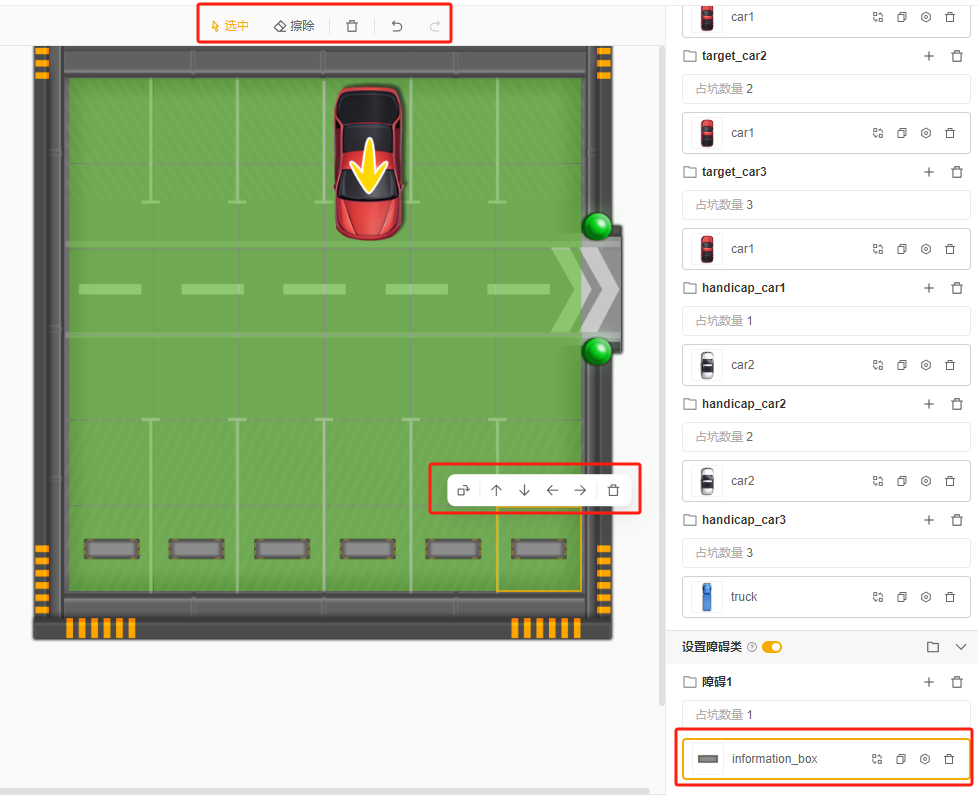 选中 擦除
car1
target_car2
占坑数量 2
car1
target_car3
占坑数量 3
car1
handicap_car1
占坑数量 1
car2
handicap_car2
占坑数量 2
car2
handicap_car3
占坑数量 3
truck
设置障碍类
障碍1
占坑数量 1
information_box